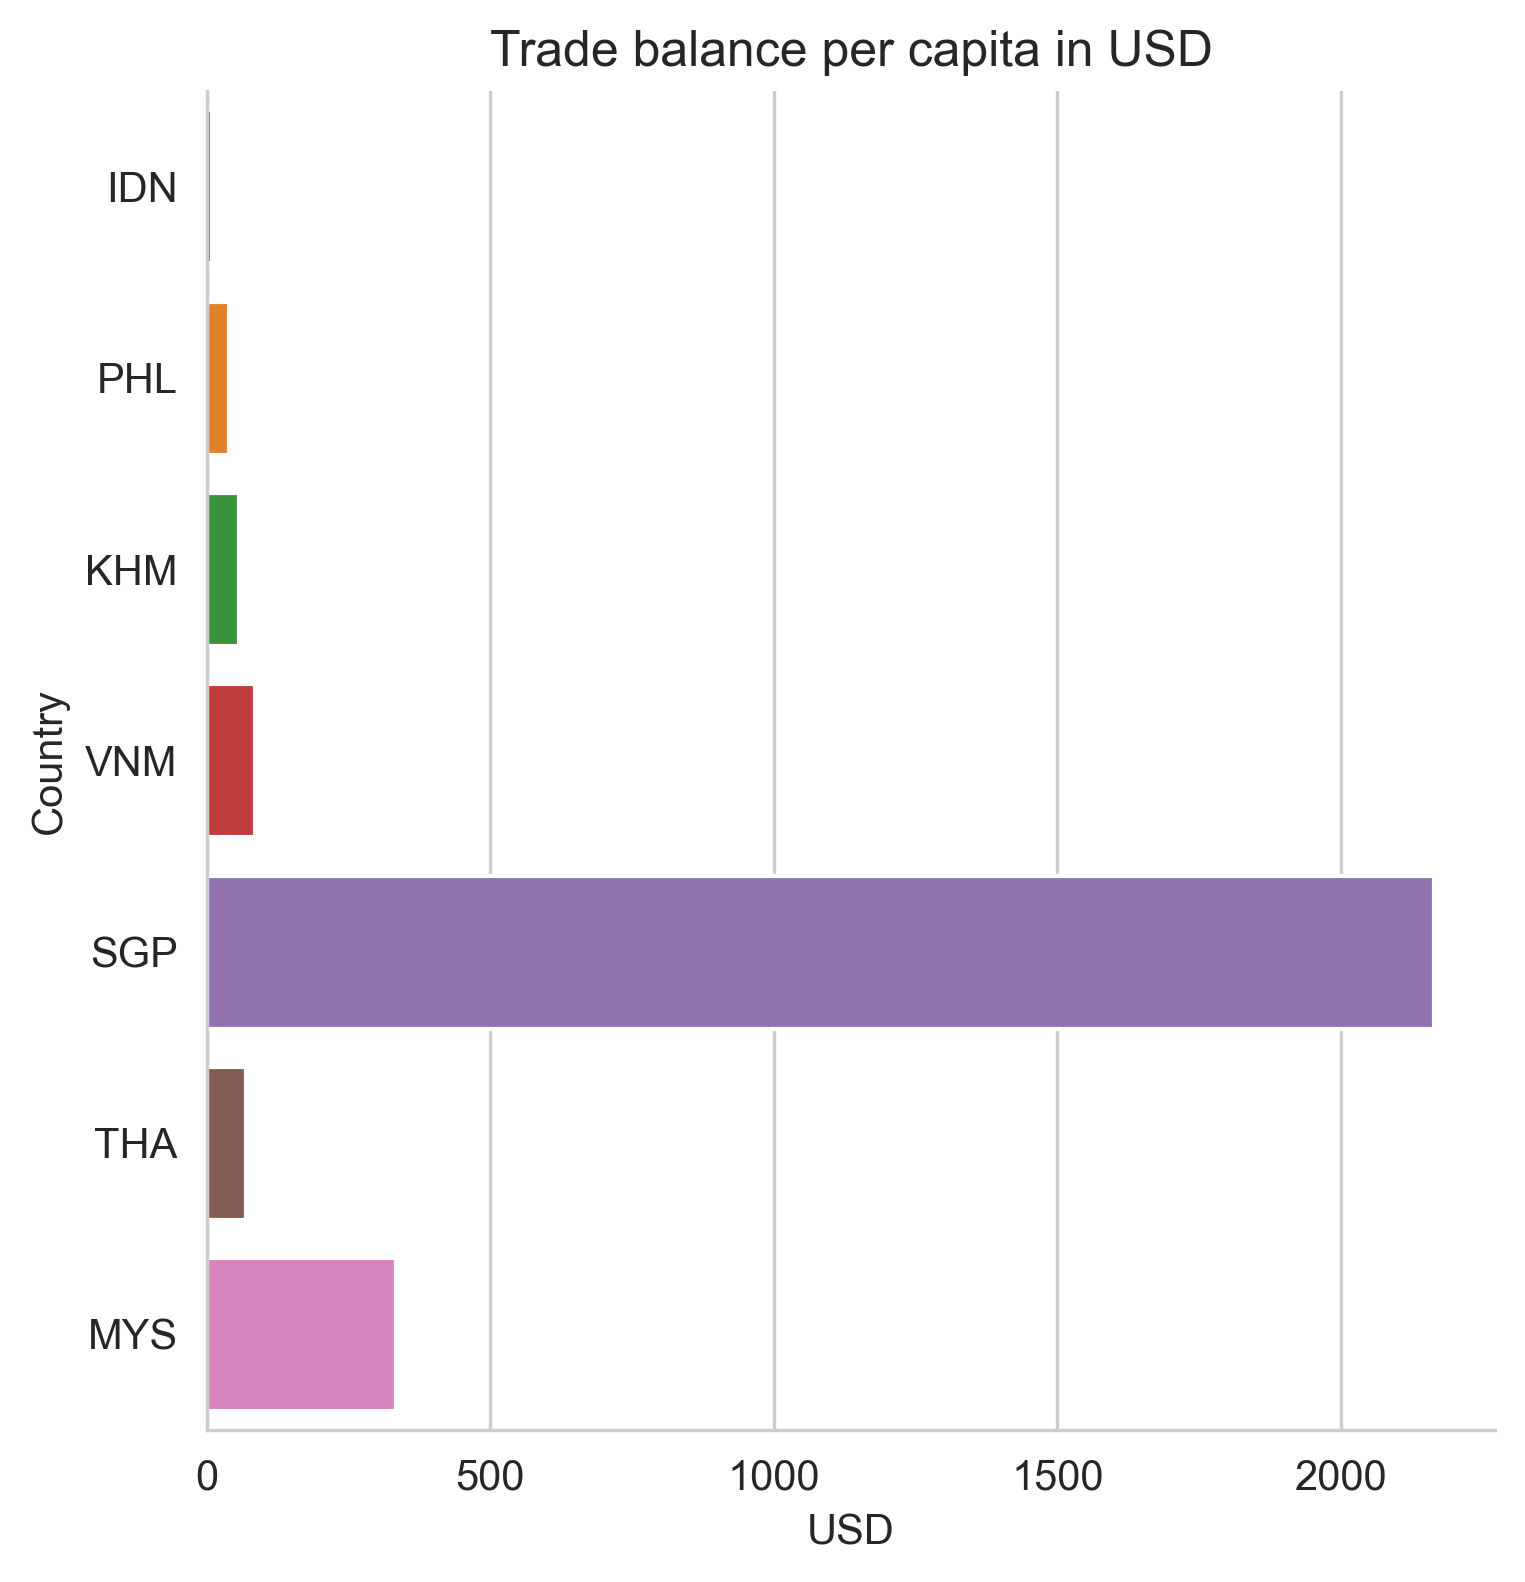 Trade balance per capita in USD
IDN
PHL
KHM
VNM
SGP
THA
MYS
Country
0 500 1000 1500 2000
USD